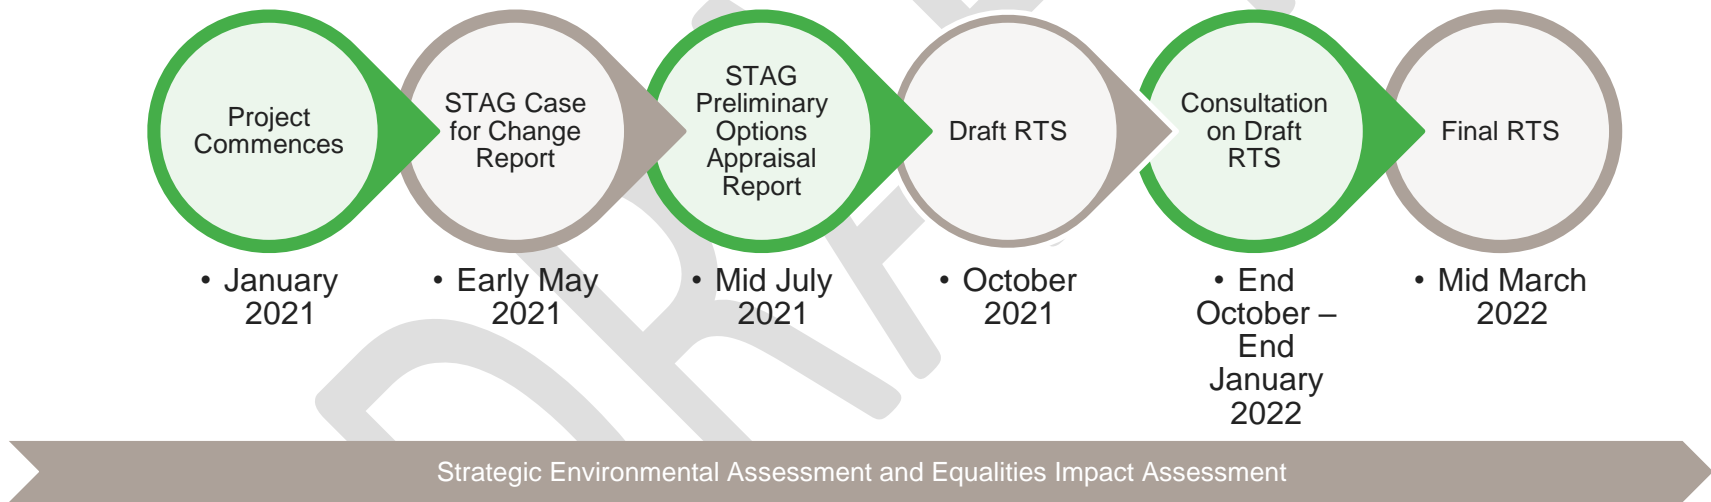 Project
Commences
STAG Case
for Change
Report
STAG
Preliminary
Options
Appraisal
Report
Draft RTS
Consultation
on Draft
RTS
Final RTS
• January
2021
• Early May
2021
• Mid July
2021
• October
2021
• End
October –
End
January
2022
• Mid March
2022
Strategic Environmental Assessment and Equalities Impact Assessment